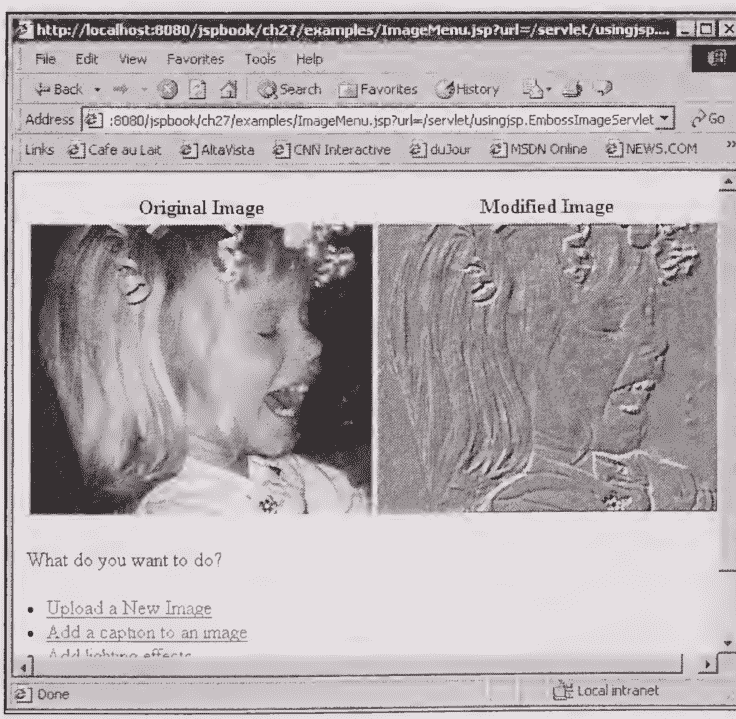 http://localhost:8080/jspbook/ch27/examples/ImageMenu.jsp?url=/servlet/usingjsp....
File Edit View Favorites Tools Help
Back Search Favorites History
Address :8080/jspbook/ch27/examples/ImageMenu.jsp?url=/servlet/usingjsp.EmbossImageServlet Go
Links Cafe au Lait AltaVista CNN Interactive duJour MSDN Online NEWS.COM »
Original Image Modified Image
What do you want to do?
• Upload a New Image
• Add a caption to an image
Add lighting effects
Done Local intranet